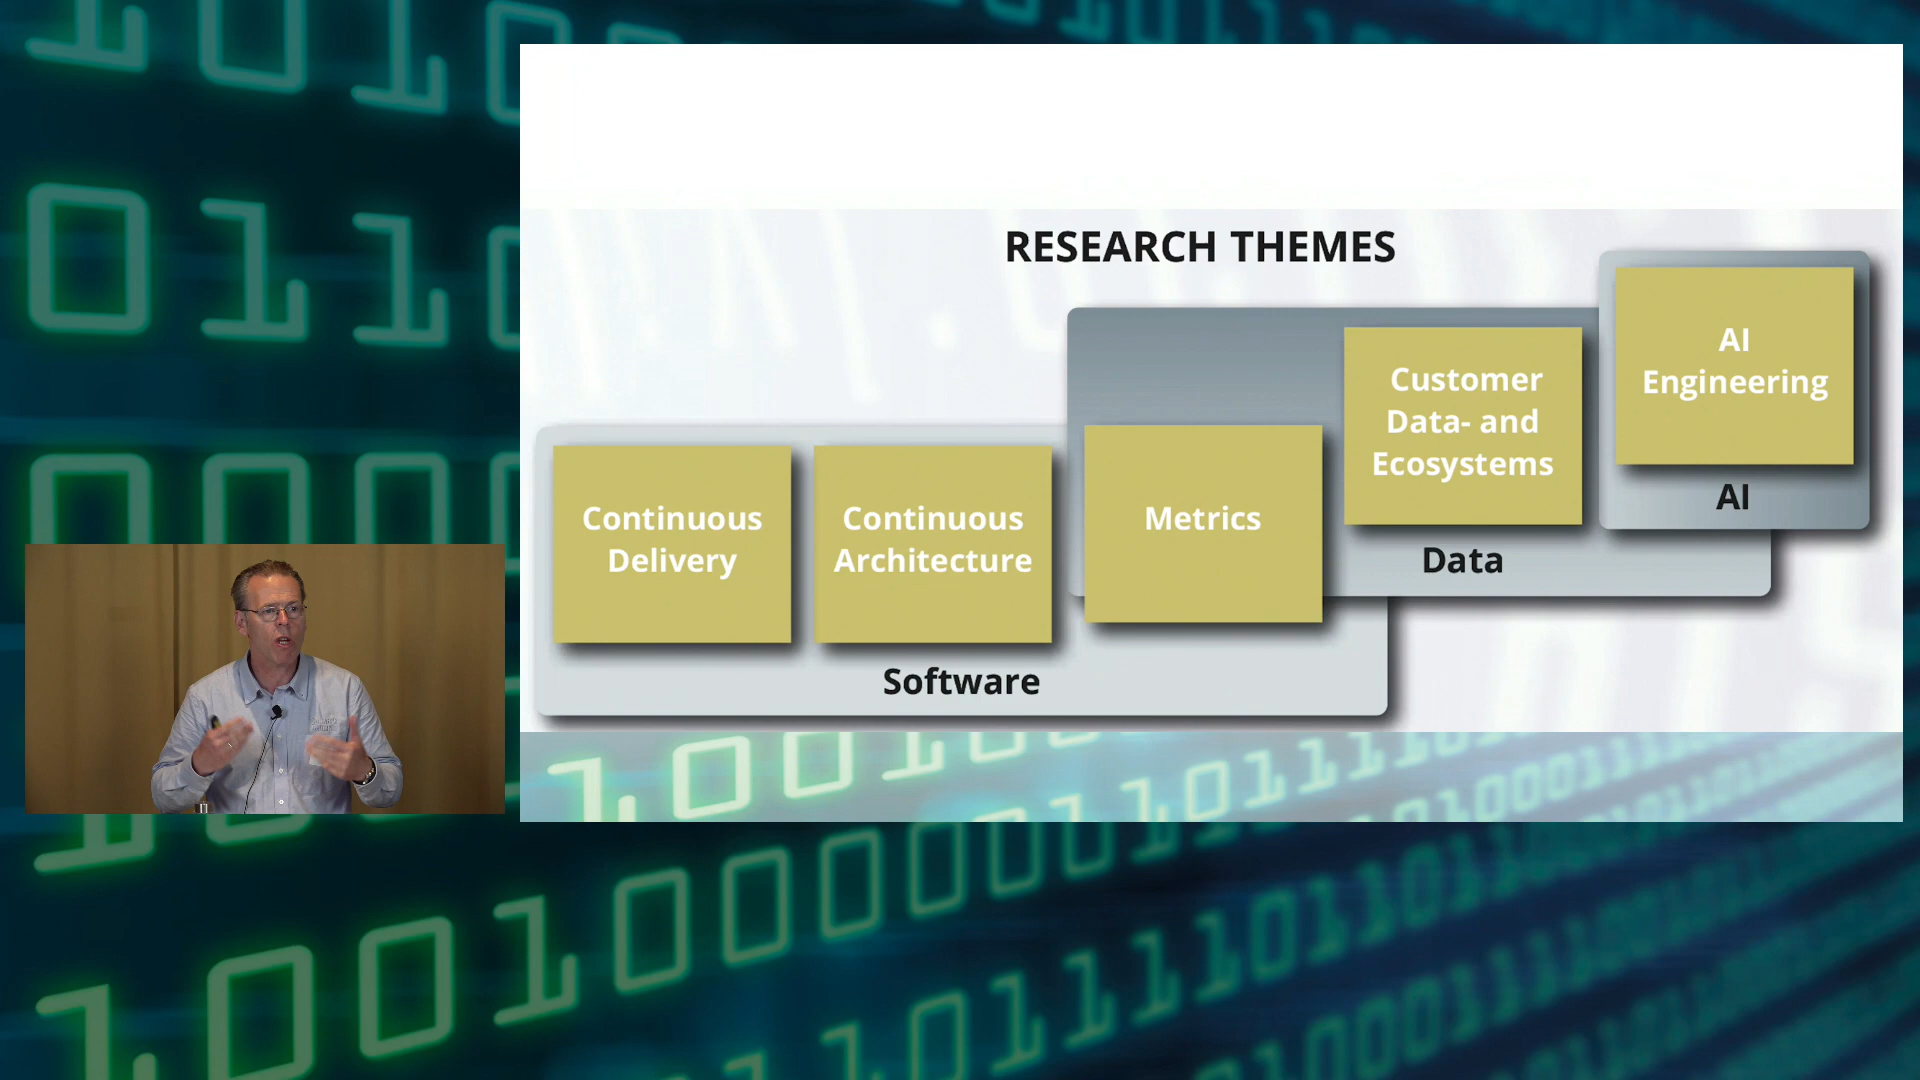 RESEARCH THEMES
AI
Engineering
AI
Customer
Data- and
Ecosystems
Data
Metrics
Continuous
Delivery
Continuous
Architecture
Software